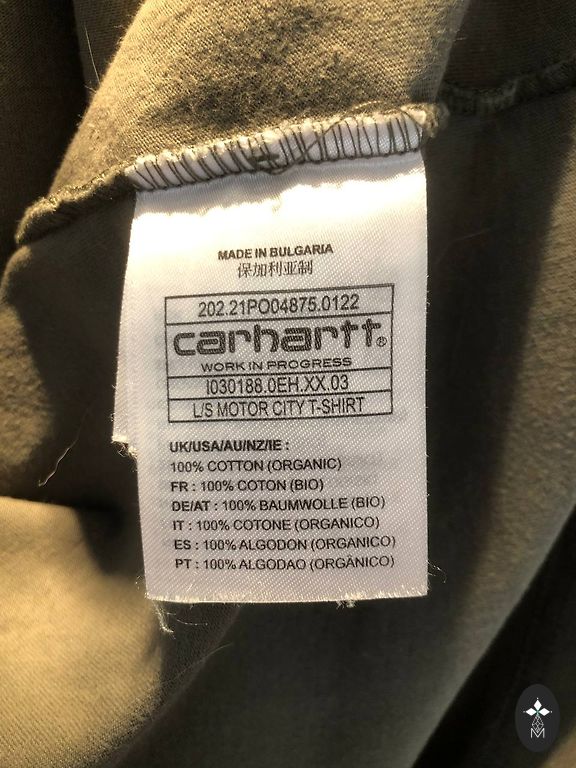 MADE IN BULGARIA
保加利亚制
202.21PO04875.0122
carhartt®
WORK IN PROGRESS
I030188.0EH.XX.03
L/S MOTOR CITY T-SHIRT
UK/USA/AU/NZ/IE :
100% COTTON (ORGANIC)
FR : 100% COTON (BIO)
DE/AT : 100% BAUMWOLLE (BIO)
IT : 100% COTONE (ORGANICO)
ES : 100% ALGODON (ORGANICO)
PT : 100% ALGODAO (ORGÂNICO)
M